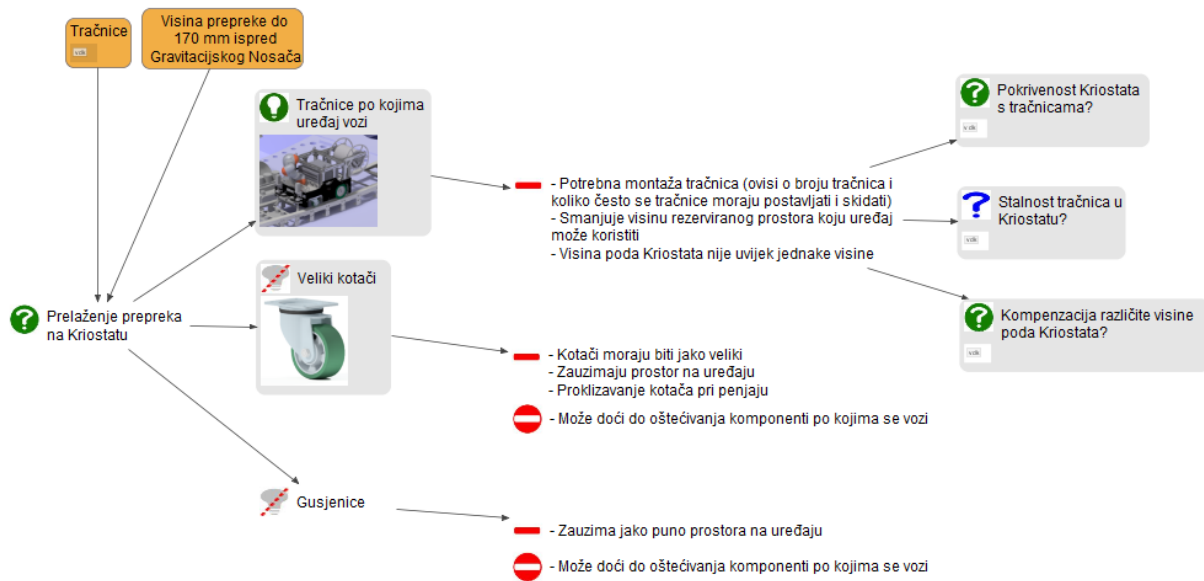 Tračnice
Visina prepreke do
170 mm ispred
Gravitacijskog Nosača
Tračnice po kojima
uređaj vozi
Pokrivenost Kriostata
s tračnicama?
- Potrebna montaža tračnica (ovisi o broju tračnica i
koliko često se tračnice moraju postavljati i skidati)
- Smanjuje visinu rezerviranog prostora koju uređaj
može koristiti
- Visina poda Kriostata nije uvijek jednake visine
Stalnost tračnica u
Kriostatu?
Veliki kotači
Prelaženje prepreka
na Kriostatu
Kompenzacija različite visine
poda Kriostata?
- Kotači moraju biti jako veliki
- Zauzimaju prostor na uređaju
- Proklizavanje kotača pri penjaju
- Može doći do oštećivanja komponenti po kojima se vozi
Gusjenice
- Zauzima jako puno prostora na uređaju
- Može doći do oštećivanja komponenti po kojima se vozi